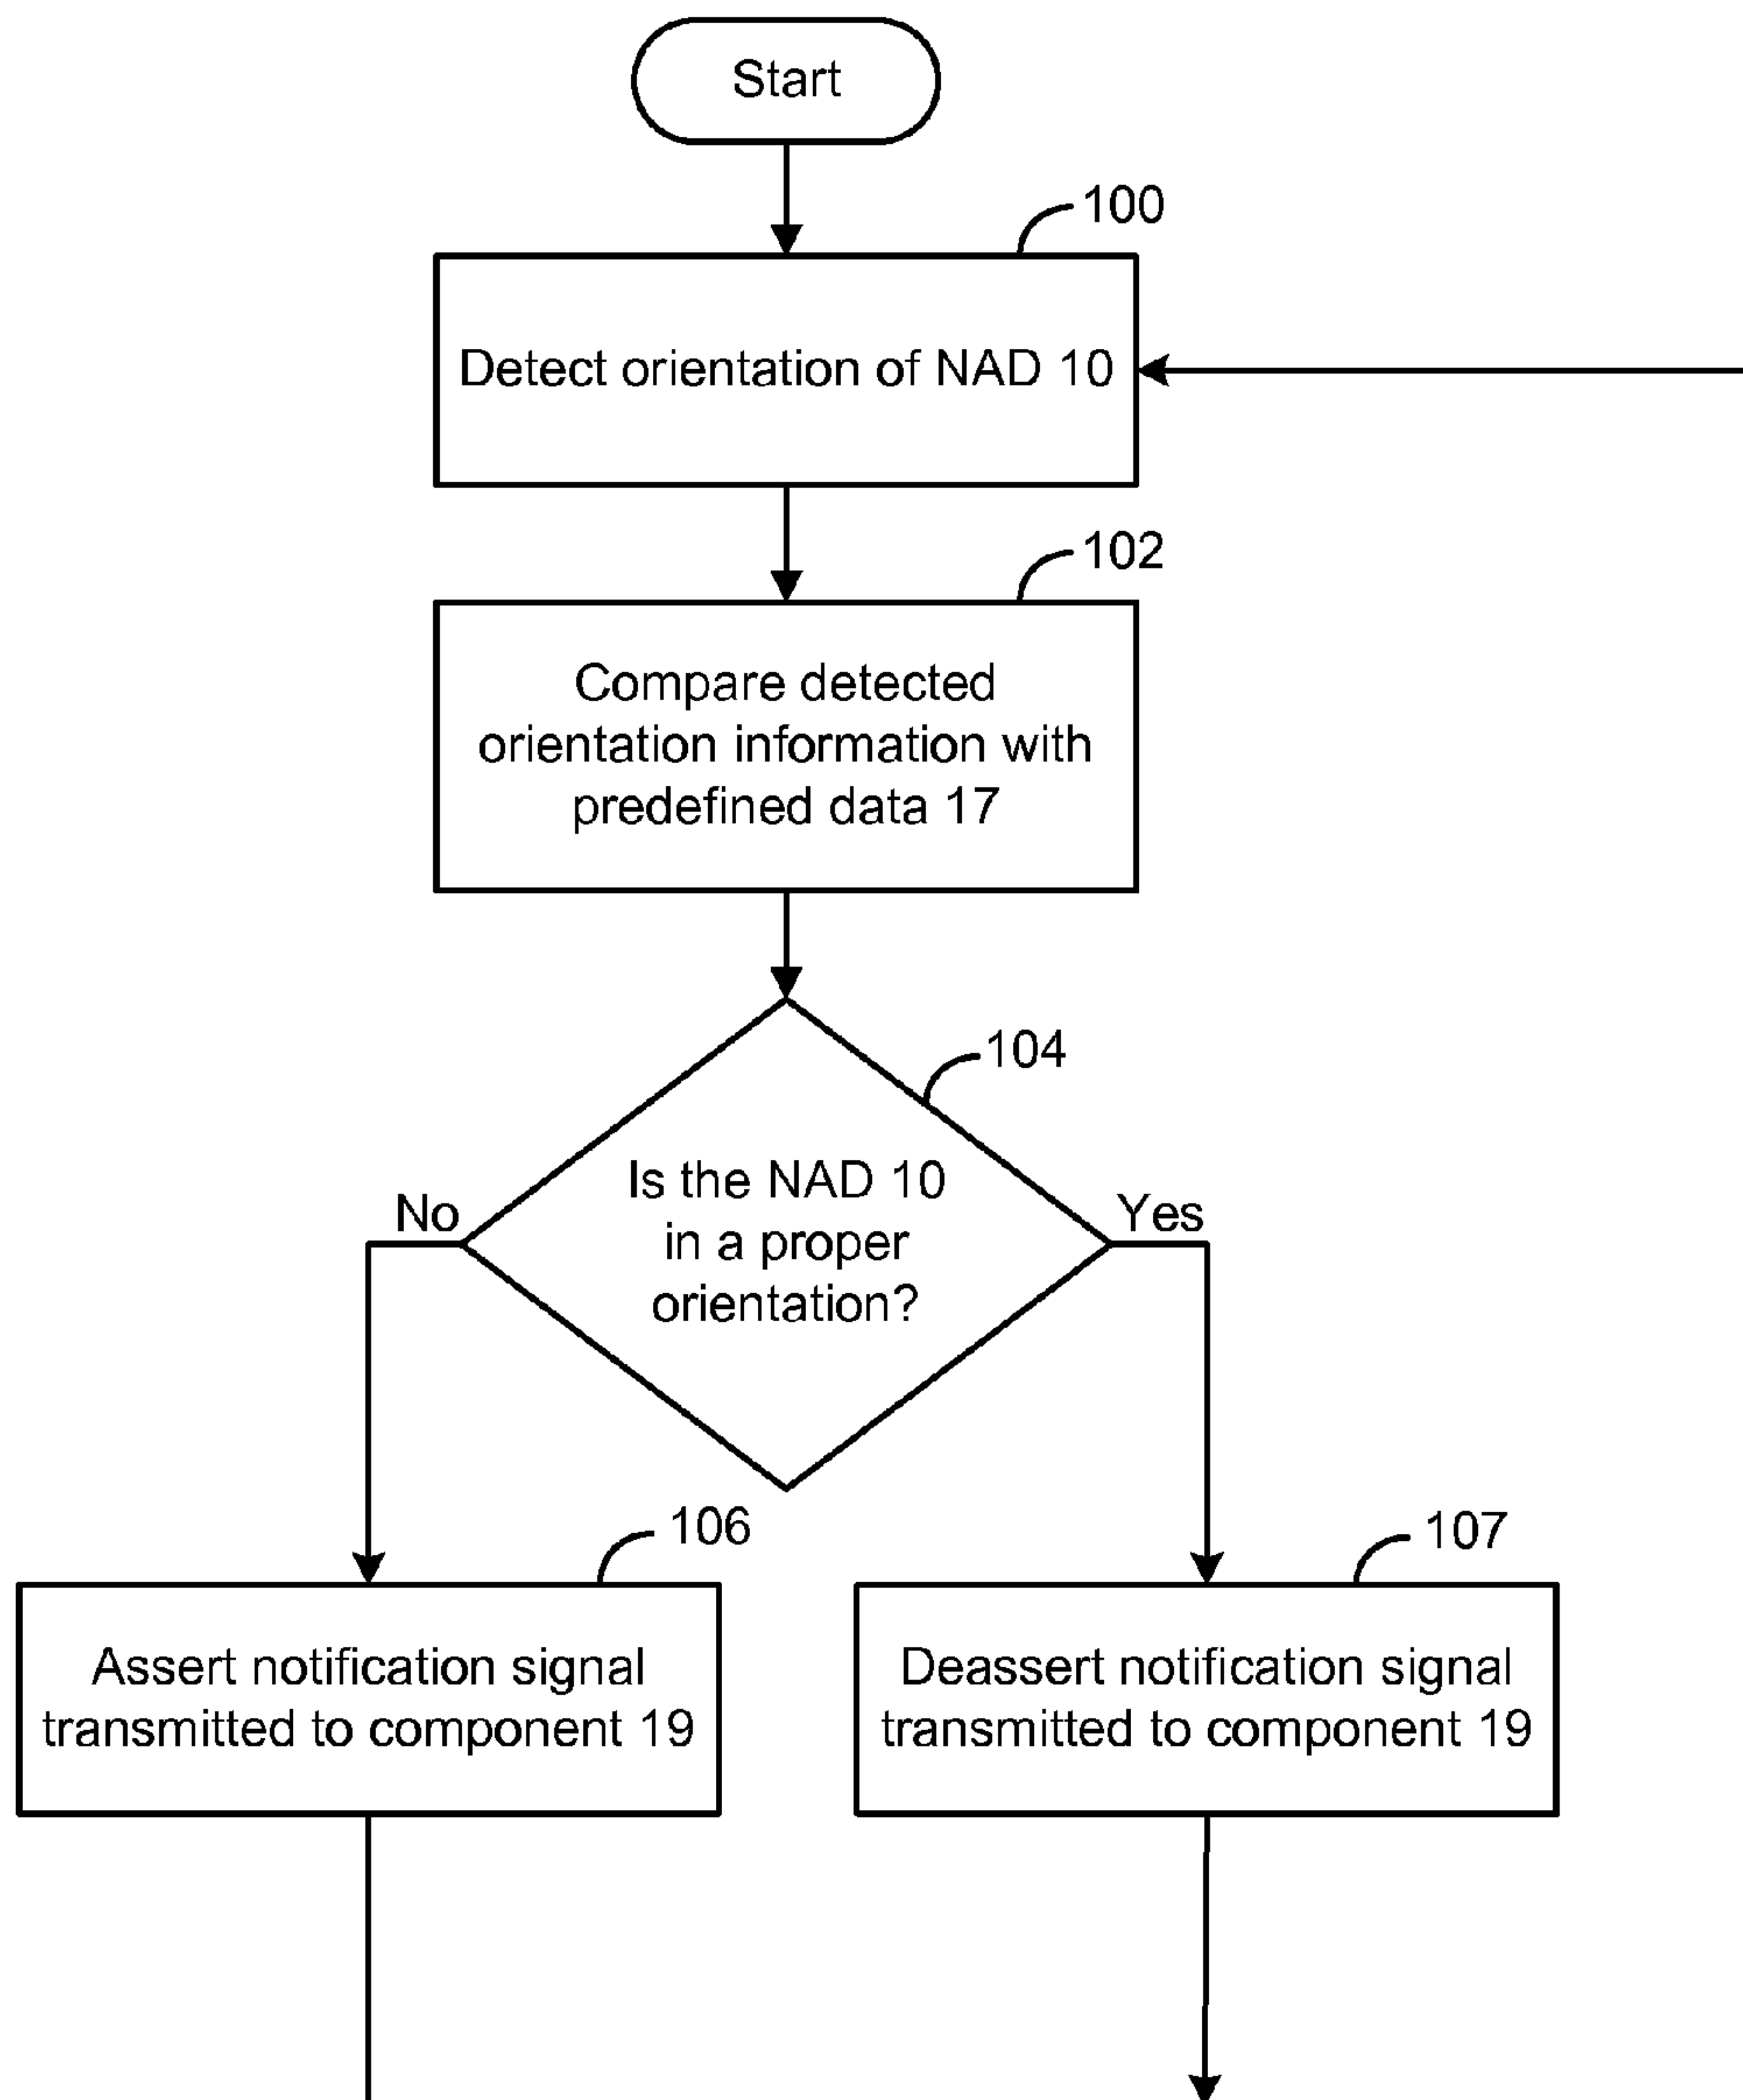 Start
100
Detect orientation of NAD 10
102
Compare detected
orientation information with
predefined data 17
104
Is the NAD 10
in a proper
orientation?
No
Yes
106
107
Assert notification signal
transmitted to component 19
Deassert notification signal
transmitted to component 19